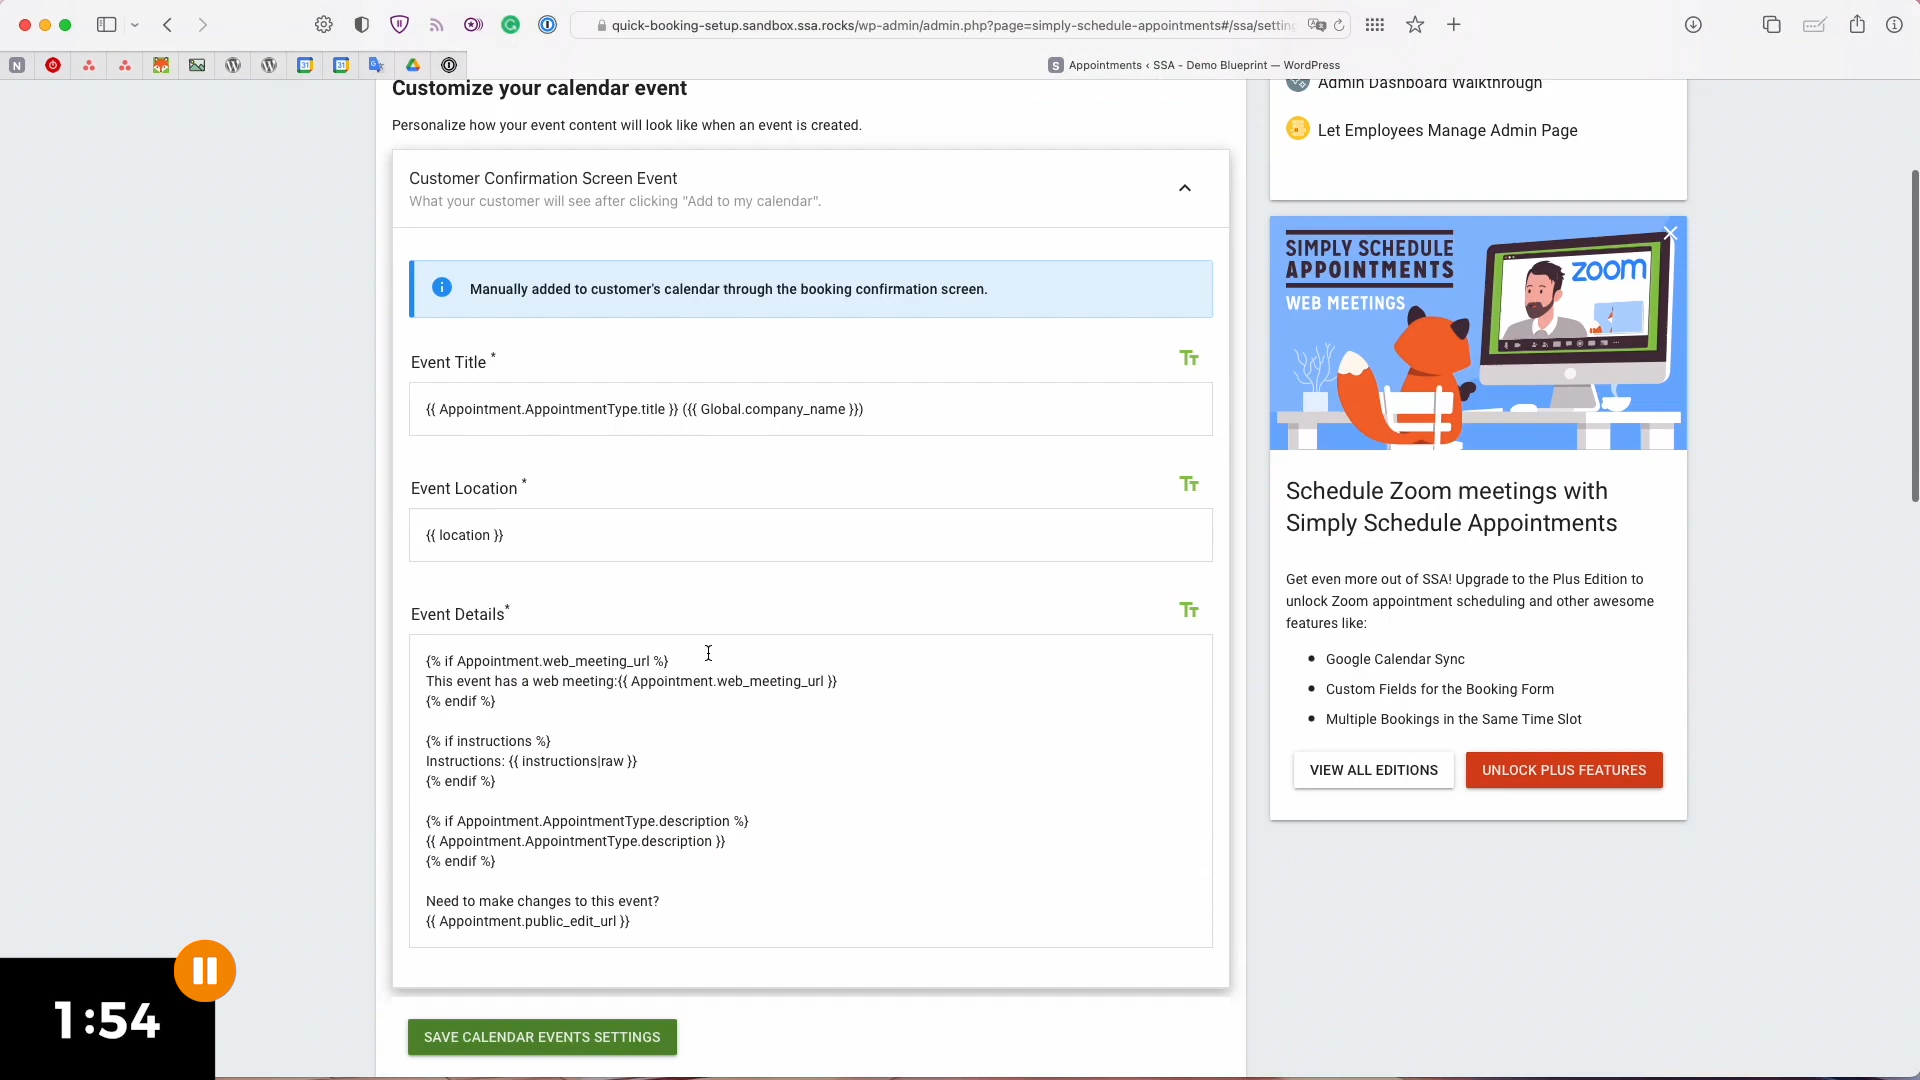 quick-booking-setup.sandbox.ssa.rocks/wp-admin/admin.php?page=simply-schedule-appointments#/ssa/setting
N
31
31
S Appointments ‹ SSA - Demo Blueprint — WordPress
Customize your calendar event
Personalize how your event content will look like when an event is created.
Customer Confirmation Screen Event
What your customer will see after clicking "Add to my calendar".
Manually added to customer's calendar through the booking confirmation screen.
Event Title *
{{ Appointment.AppointmentType.title }} ({{ Global.company_name }})
Event Location *
{{ location }}
Event Details*
{% if Appointment.web_meeting_url %}
This event has a web meeting:{{ Appointment.web_meeting_url }}
{% endif %}
{% if instructions %}
Instructions: {{ instructions|raw }}
{% endif %}
{% if Appointment.AppointmentType.description %}
{{ Appointment.AppointmentType.description }}
{% endif %}
Need to make changes to this event?
{{ Appointment.public_edit_url }}
SAVE CALENDAR EVENTS SETTINGS
1:54
Admin Dashboard Walkthrough
Let Employees Manage Admin Page
SIMPLY SCHEDULE
APPOINTMENTS
WEB MEETINGS
zoom
Schedule Zoom meetings with
Simply Schedule Appointments
Get even more out of SSA! Upgrade to the Plus Edition to
unlock Zoom appointment scheduling and other awesome
features like:
Google Calendar Sync
Custom Fields for the Booking Form
Multiple Bookings in the Same Time Slot
VIEW ALL EDITIONS
UNLOCK PLUS FEATURES